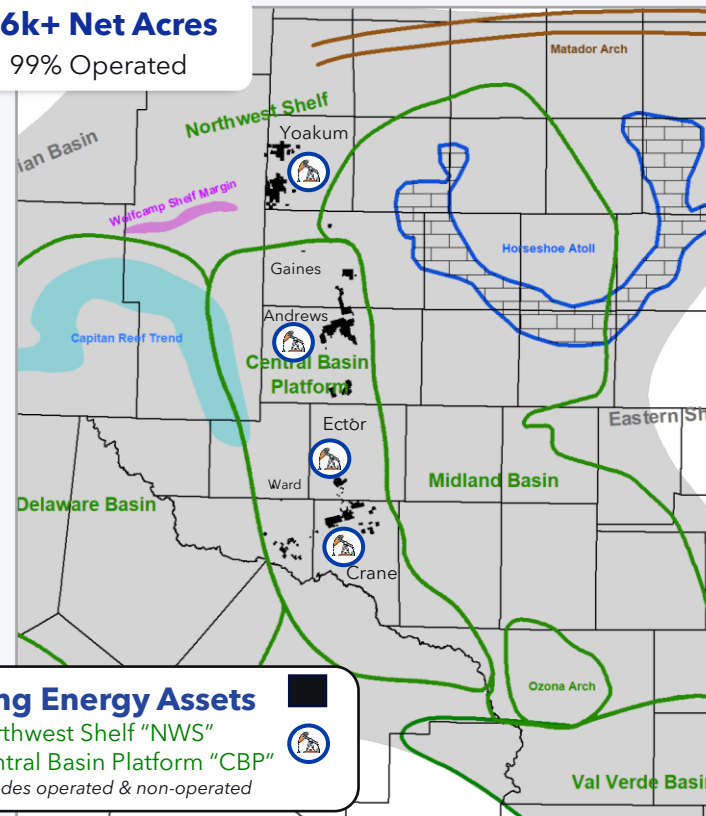 6k+ Net Acres
99% Operated
Matador Arch
Northwest Shelf
Yoakum
ian Basin
Wolfcamp Shelf Margin
Horseshoe Atoll
Gaines
Andrews
Capitan Reef Trend
Central Basin
Platform
Eastern Sh
Ector
Ward
Midland Basin
Delaware Basin
Crane
Ozona Arch
ng Energy Assets
rthwest Shelf “NWS”
ntral Basin Platform “CBP”
des operated & non-operated
Val Verde Basi